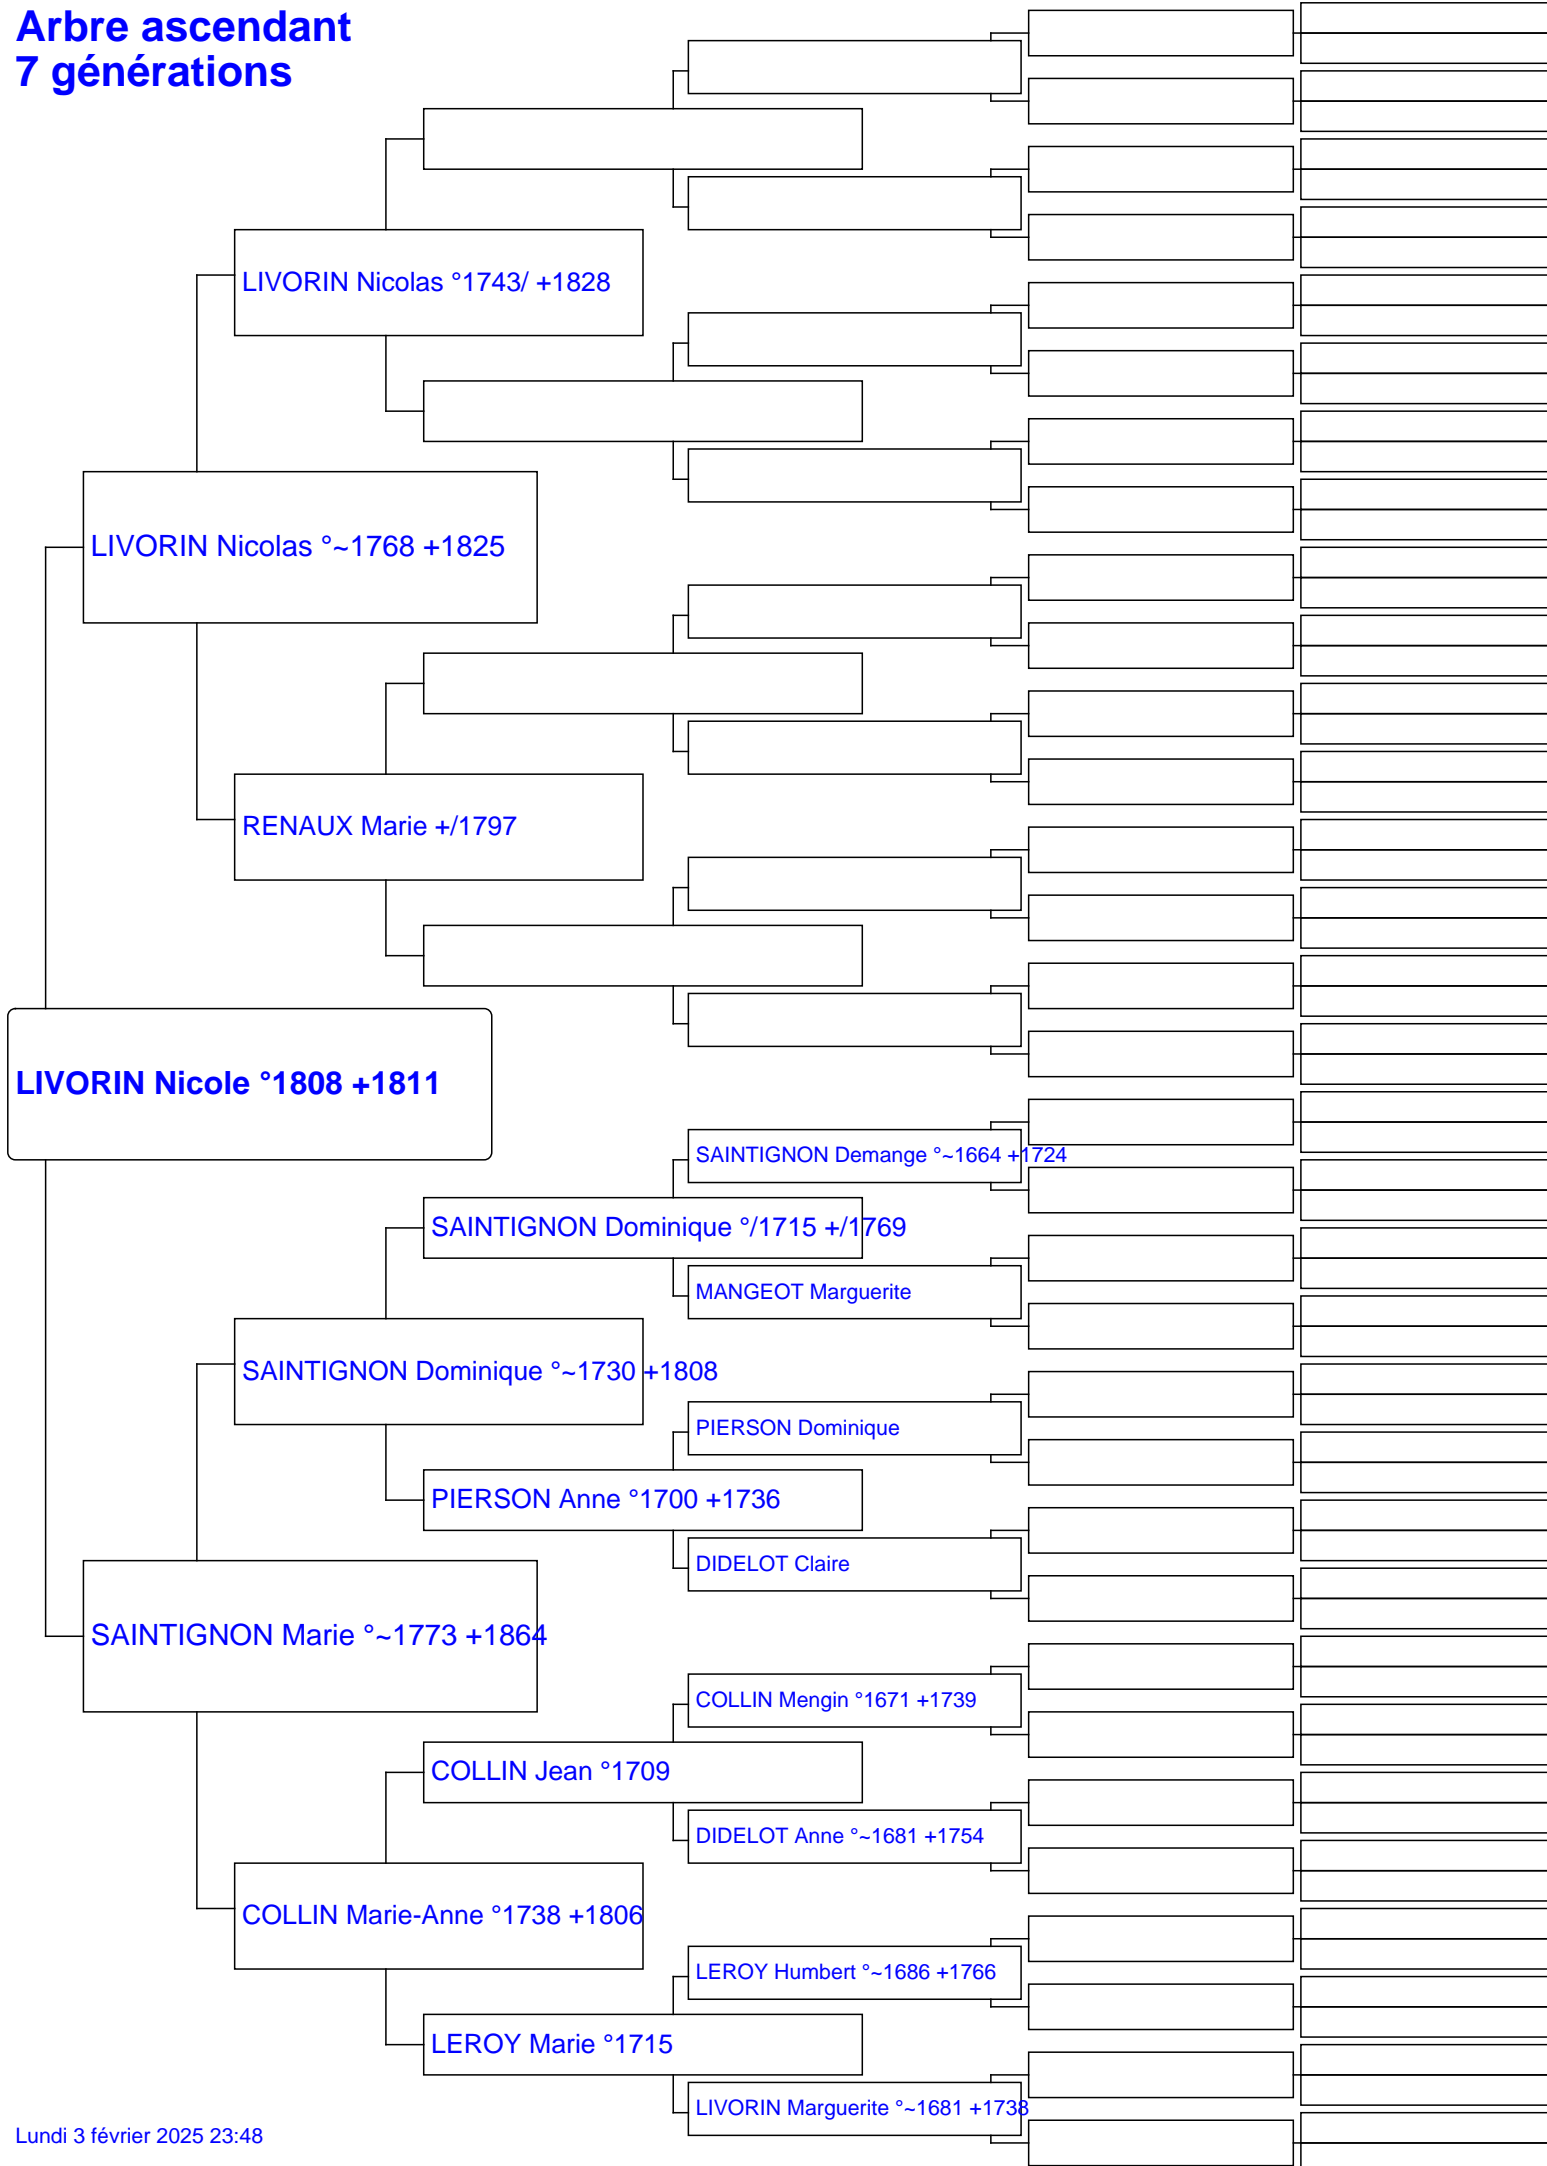 Arbre ascendant
7 générations
LIVORIN Nicolas °1743/ +1828
LIVORIN Nicolas °~1768 +1825
RENAUX Marie +/1797
LIVORIN Nicole °1808 +1811
SAINTIGNON Demange °~1664 +1724
SAINTIGNON Dominique °/1715 +/1769
MANGEOT Marguerite
SAINTIGNON Dominique °~1730 +1808
PIERSON Dominique
PIERSON Anne °1700 +1736
DIDELOT Claire
SAINTIGNON Marie °~1773 +1864
COLLIN Mengin °1671 +1739
COLLIN Jean °1709
DIDELOT Anne °~1681 +1754
COLLIN Marie-Anne °1738 +1806
LEROY Humbert °~1686 +1766
LEROY Marie °1715
LIVORIN Marguerite °~1681 +1738
Lundi 3 février 2025 23:48